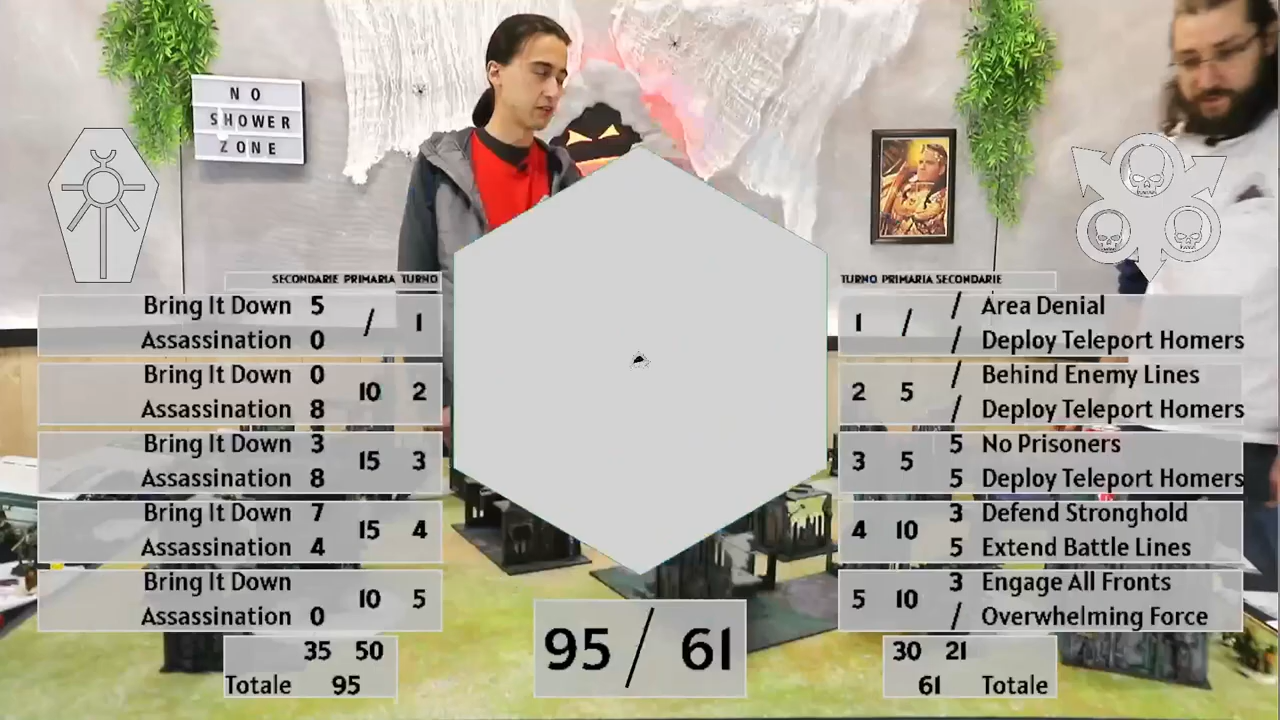 NO
SHOWER
ZONE
SECONDARIE PRIMARIA TURNO
Bring It Down 5
Assassination 0
/ 1
Bring It Down 0
Assassination 8
10 2
Bring It Down 3
Assassination 8
15 3
Bring It Down 7
Assassination 4
15 4
Bring It Down
Assassination 0
10 5
35 50
Totale 95
95 / 61
TURNO PRIMARIA SECONDARIE
1 /
/ Area Denial
/ Deploy Teleport Homers
2 5
/ Behind Enemy Lines
/ Deploy Teleport Homers
3 5
5 No Prisoners
5 Deploy Teleport Homers
4 10
3 Defend Stronghold
5 Extend Battle Lines
5 10
3 Engage All Fronts
/ Overwhelming Force
30 21
61 Totale